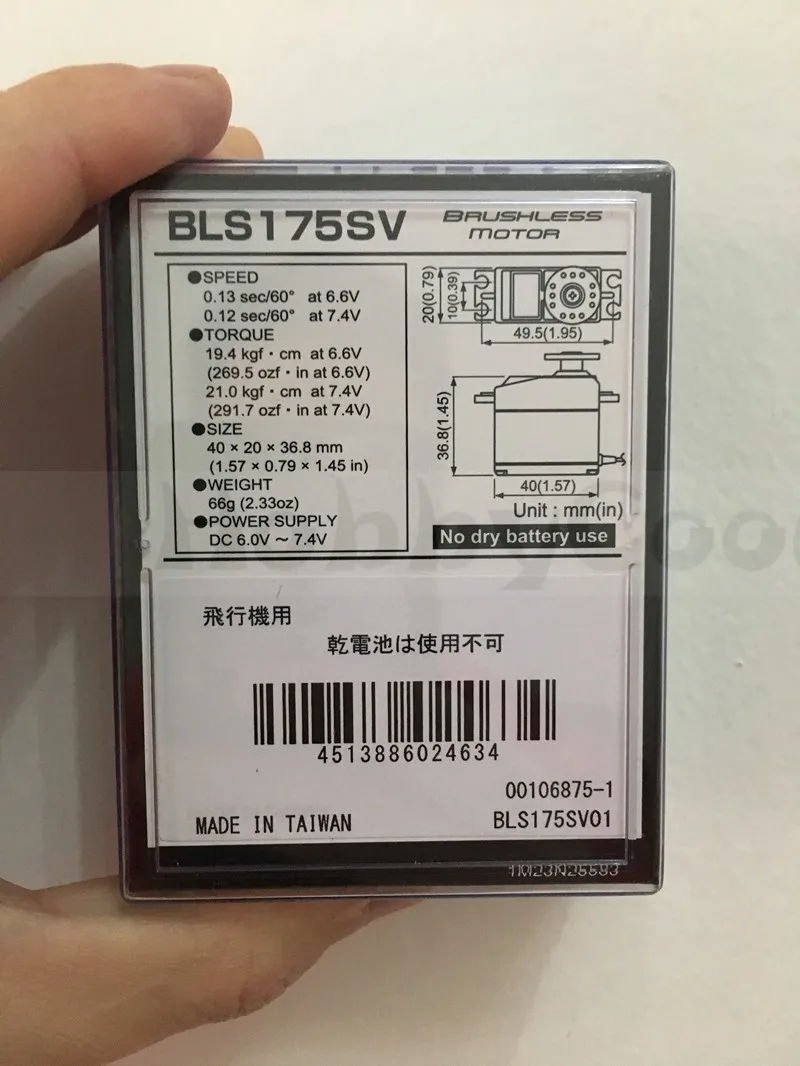 BLS175SV
BRUSHLESS
MOTOR
●SPEED
0.13 sec/60° at 6.6V
0.12 sec/60° at 7.4V
●TORQUE
19.4 kgf・cm at 6.6V
(269.5 ozf・in at 6.6V)
21.0 kgf・cm at 7.4V
(291.7 ozf・in at 7.4V)
●SIZE
40 × 20 × 36.8 mm
(1.57 × 0.79 × 1.45 in)
●WEIGHT
66g (2.33oz)
●POWER SUPPLY
DC 6.0V ～ 7.4V
20(0.79)
10(0.39)
49.5(1.95)
36.8(1.45)
40(1.57)
Unit : mm(in)
No dry battery use
飛行機用
乾電池は使用不可
4513886024634
00106875-1
MADE IN TAIWAN
BLS175SV01